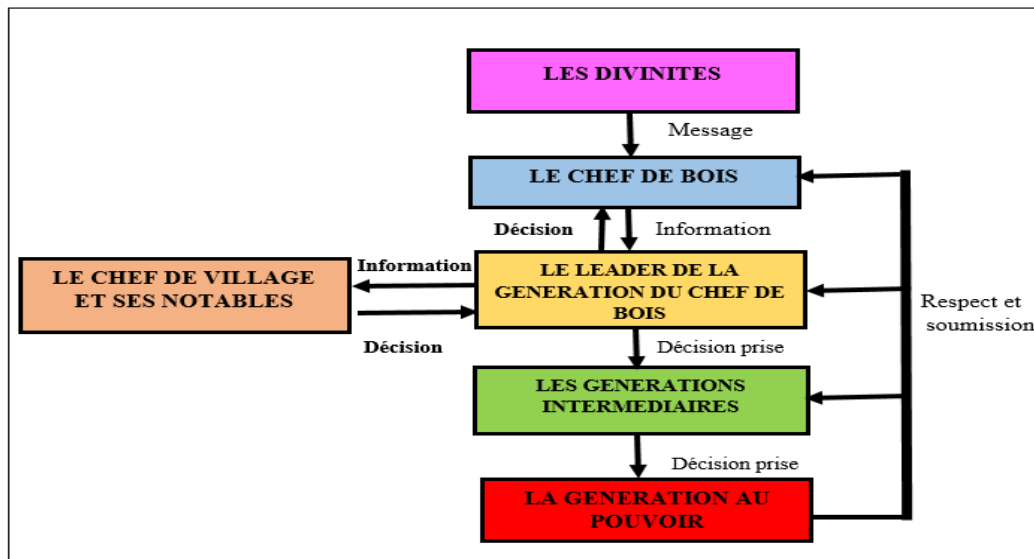 LES DIVINITES
Message
LE CHEF DE BOIS
Décision
Information
LE CHEF DE VILLAGE
ET SES NOTABLES
Information
LE LEADER DE LA
GENERATION DU CHEF DE
BOIS
Respect et
soumission
Décision
Décision prise
LES GENERATIONS
INTERMEDIAIRES
Décision prise
LA GENERATION AU
POUVOIR